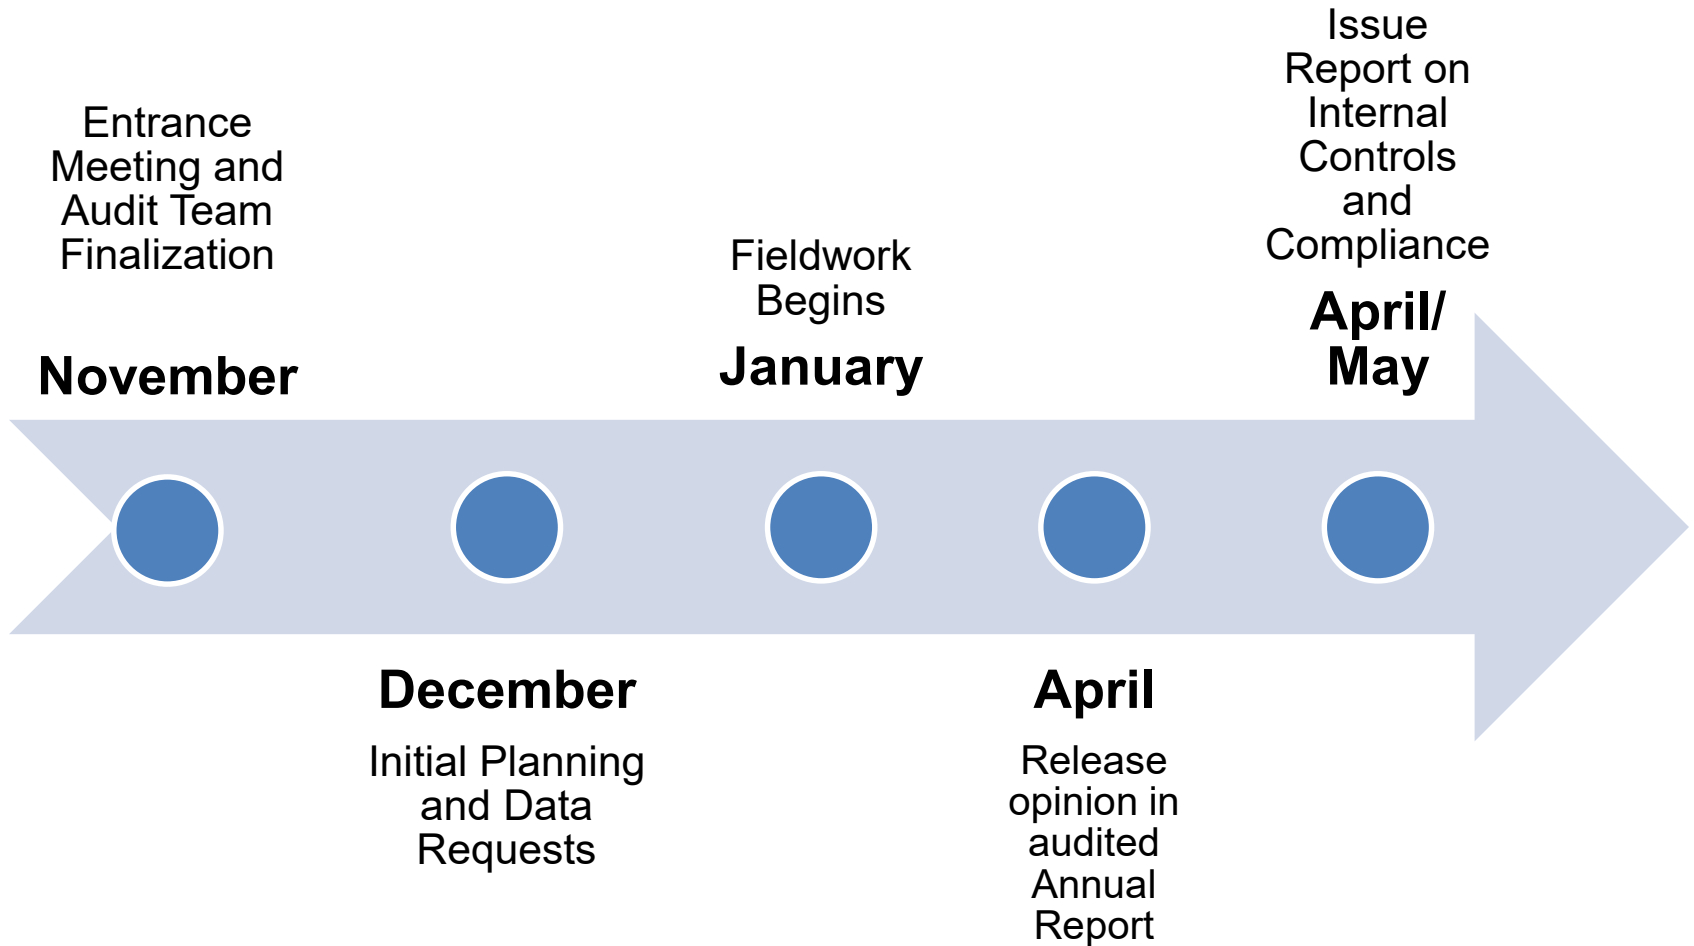 Entrance
Meeting and
Audit Team
Finalization
November
December
Initial Planning
and Data
Requests
Fieldwork
Begins
January
April
Release
opinion in
audited
Annual
Report
Issue
Report on
Internal
Controls
and
Compliance
April/
May